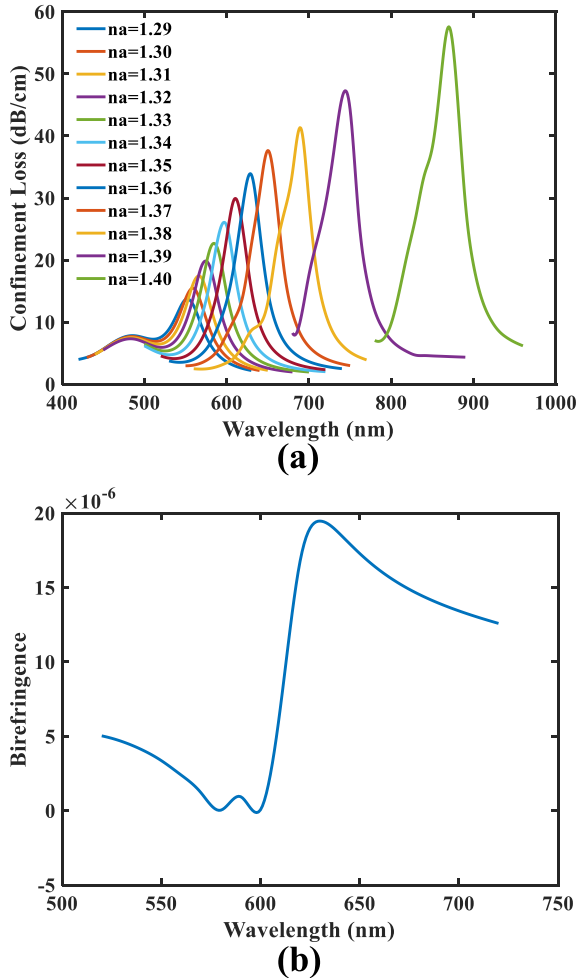 60
50
40
30
20
10
0
Confinement Loss (dB/cm)
na=1.29
na=1.30
na=1.31
na=1.32
na=1.33
na=1.34
na=1.35
na=1.36
na=1.37
na=1.38
na=1.39
na=1.40
400 500 600 700 800 900 1000
Wavelength (nm)
(a)
×10-6
20
15
10
5
0
-5
Birefringence
500 550 600 650 700 750
Wavelength (nm)
(b)